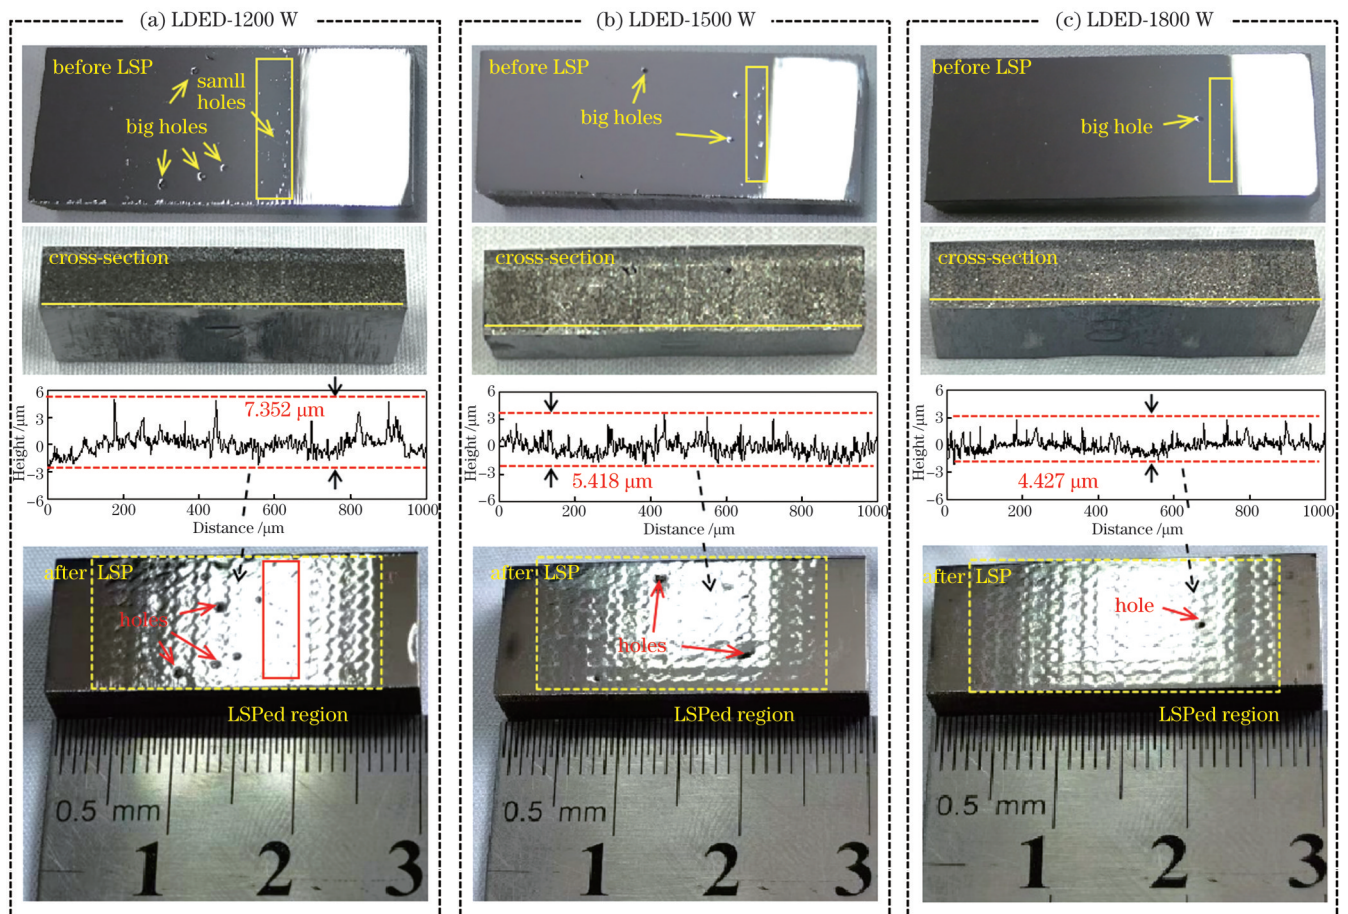 (a) LDED-1200 W
before LSP
samll
holes
big holes
cross-section
6
3
0
−3
−6
Height /μm
7.352 μm
0
200
400
600
800
1000
Distance /μm
after LSP
holes
LSPed region
0.5 mm
1
2
3
(b) LDED-1500 W
before LSP
big holes
cross-section
6
3
0
−3
−6
Height /μm
5.418 μm
0
200
400
600
800
1000
Distance /μm
after LSP
holes
LSPed region
0.5 mm
1
2
3
(c) LDED-1800 W
before LSP
big hole
cross-section
6
3
0
−3
−6
Height /μm
4.427 μm
0
200
400
600
800
1000
Distance /μm
after LSP
hole
LSPed region
0.5 mm
1
2
3